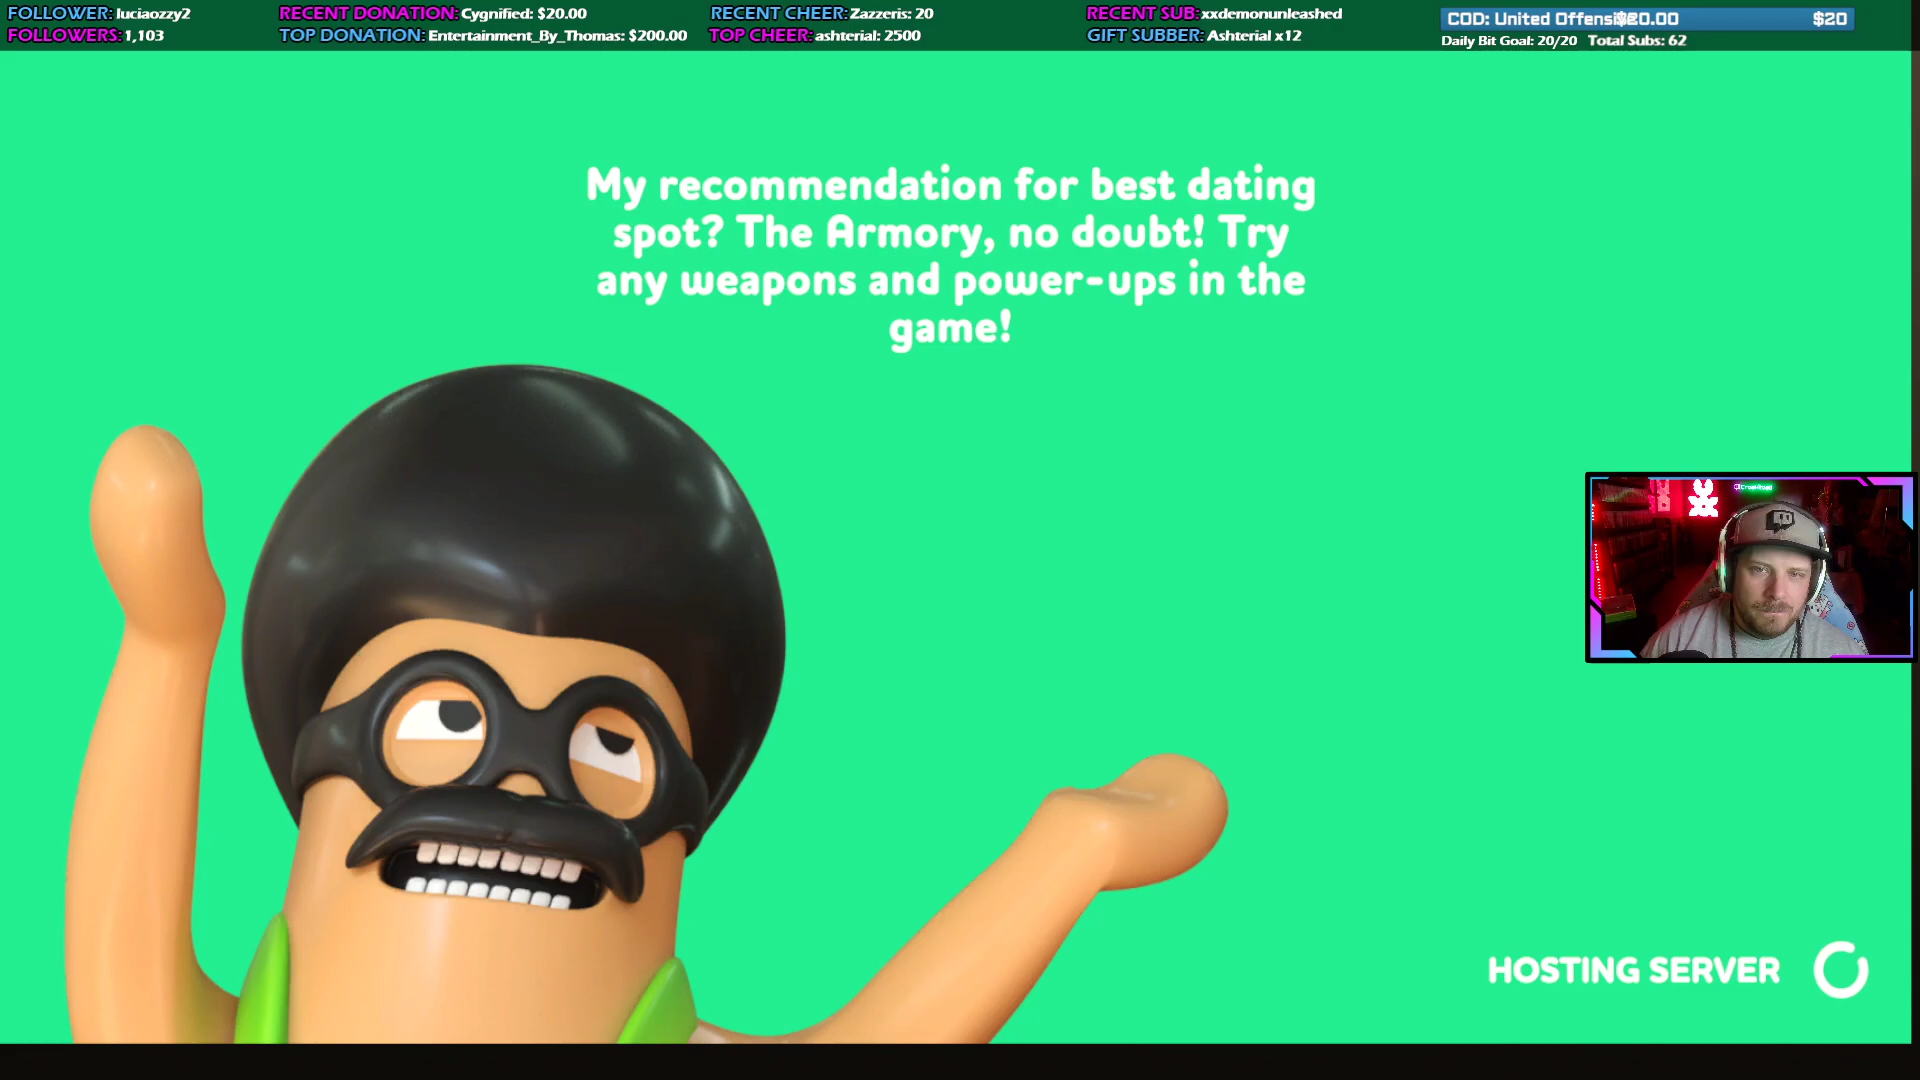 FOLLOWER: luciaozzy2
FOLLOWERS: 1,103
RECENT DONATION: Cygnified: $20.00
TOP DONATION: Entertainment_By_Thomas: $200.00
RECENT CHEER: Zazzeris: 20
TOP CHEER: ashterial: 2500
RECENT SUB: xxdemonunleashed
GIFT SUBBER: Ashterial x12
COD: United Offensi $20
Daily Bit Goal: 20/20 Total Subs: 62
My recommendation for best dating
spot? The Armory, no doubt! Try
any weapons and power-ups in the
game!
HOSTING SERVER